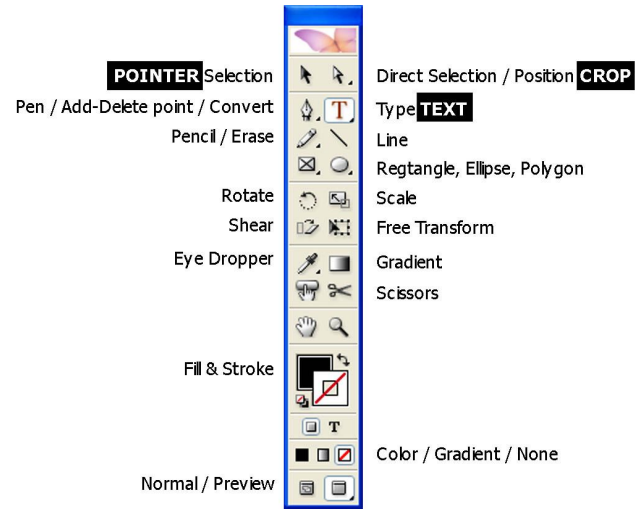 POINTER Selection
Direct Selection / Position CROP
Pen / Add-Delete point / Convert
Type TEXT
Pencil / Erase
Line
Regtangle, Ellipse, Polygon
Rotate
Scale
Shear
Free Transform
Eye Dropper
Gradient
Scissors
Fill & Stroke
Color / Gradient / None
Normal / Preview
T
T